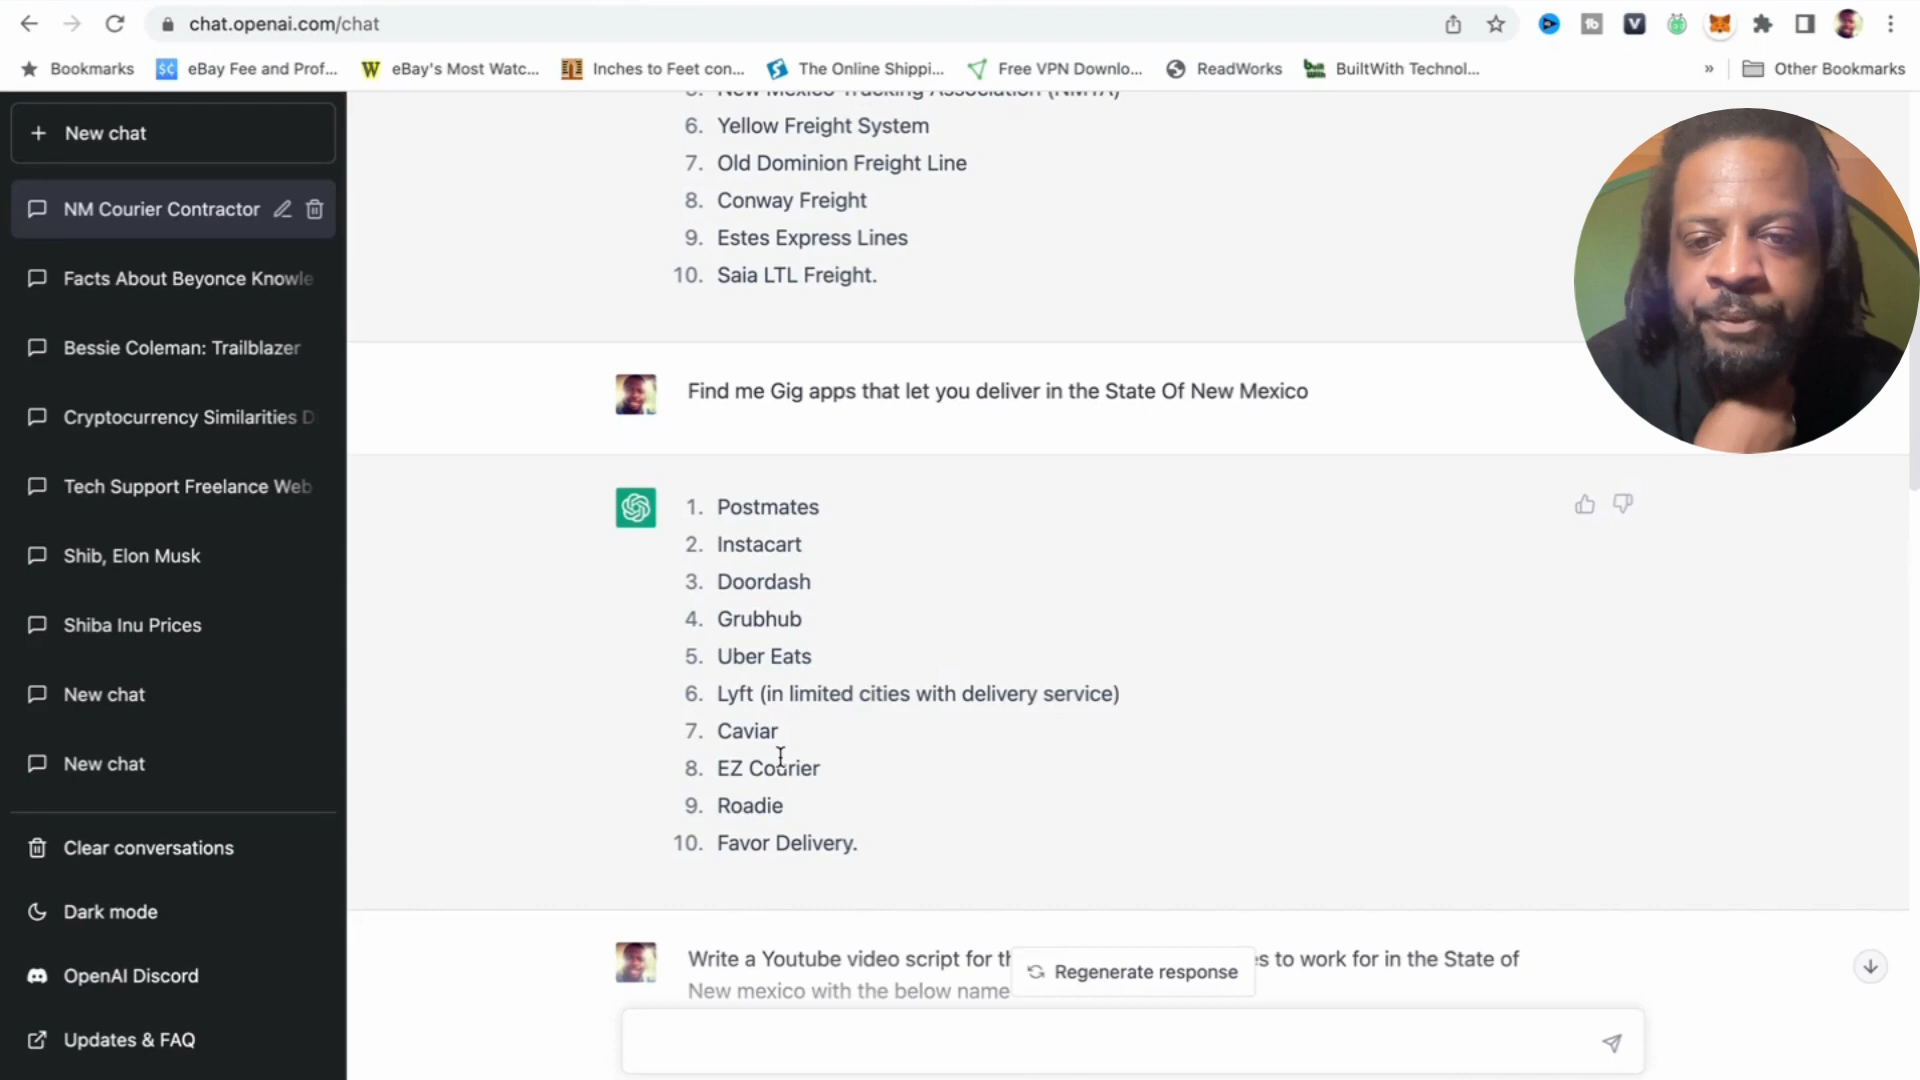 chat.openai.com/chat
Bookmarks
eBay Fee and Prof...
eBay's Most Watc...
Inches to Feet con...
The Online Shippi...
Free VPN Downlo...
ReadWorks
BuiltWith Technol...
»
Other Bookmarks
+ New chat
NM Courier Contractor
Facts About Beyonce Knowle
Bessie Coleman: Trailblazer
Cryptocurrency Similarities D
Tech Support Freelance Web
Shib, Elon Musk
Shiba Inu Prices
New chat
New chat
Clear conversations
Dark mode
OpenAI Discord
Updates & FAQ
5. New Mexico Trucking Association (NMTA)
6. Yellow Freight System
7. Old Dominion Freight Line
8. Conway Freight
9. Estes Express Lines
10. Saia LTL Freight.
Find me Gig apps that let you deliver in the State Of New Mexico
1. Postmates
2. Instacart
3. Doordash
4. Grubhub
5. Uber Eats
6. Lyft (in limited cities with delivery service)
7. Caviar
8. EZ Courier
9. Roadie
10. Favor Delivery.
Write a Youtube video script for th
s to work for in the State of
New mexico with the below name
Regenerate response